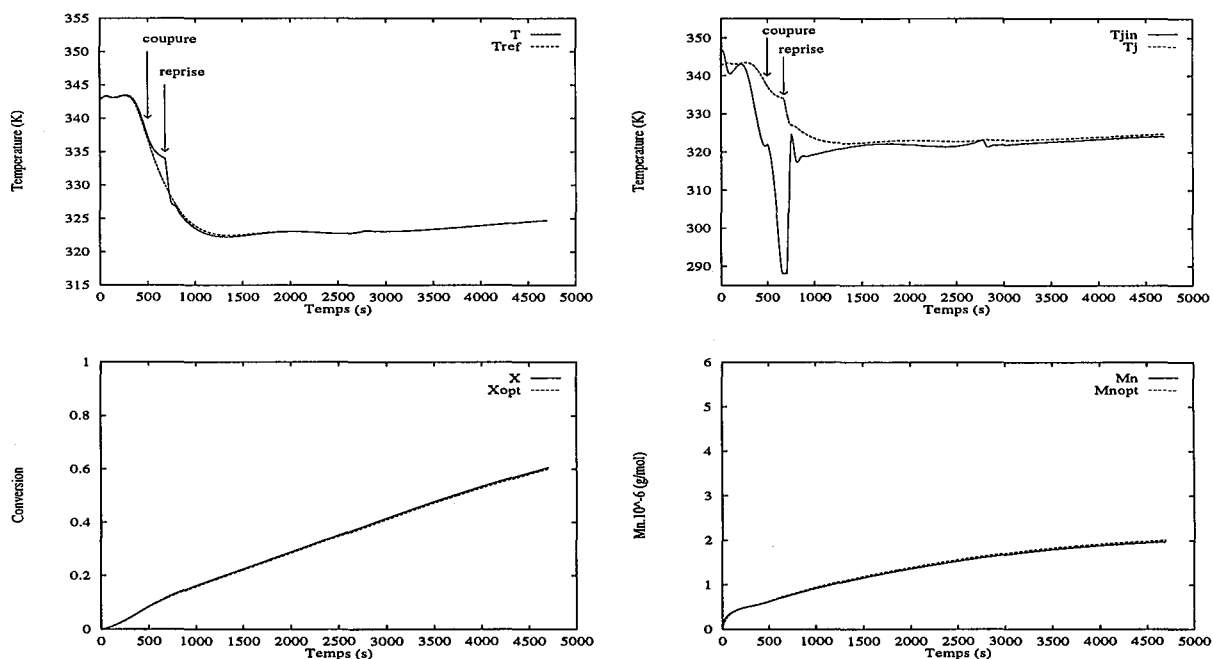 355
350
345
340
335
330
325
320
315
Temperature (K)
coupure
reprise
T
Tref
0 500 1000 1500 2000 2500 3000 3500 4000 4500 5000
Temps (s)
350
340
330
320
310
300
290
Temperature (K)
coupure
reprise
Tjin
Tj
0 500 1000 1500 2000 2500 3000 3500 4000 4500 5000
Temps (s)
1
0.8
0.6
0.4
0.2
0
Conversion
X
Xopt
0 500 1000 1500 2000 2500 3000 3500 4000 4500 5000
Temps (s)
6
5
4
3
2
1
0
Mn.10^-6 (g/mol)
Mn
Mnopt
0 500 1000 1500 2000 2500 3000 3500 4000 4500 5000
Temps (s)